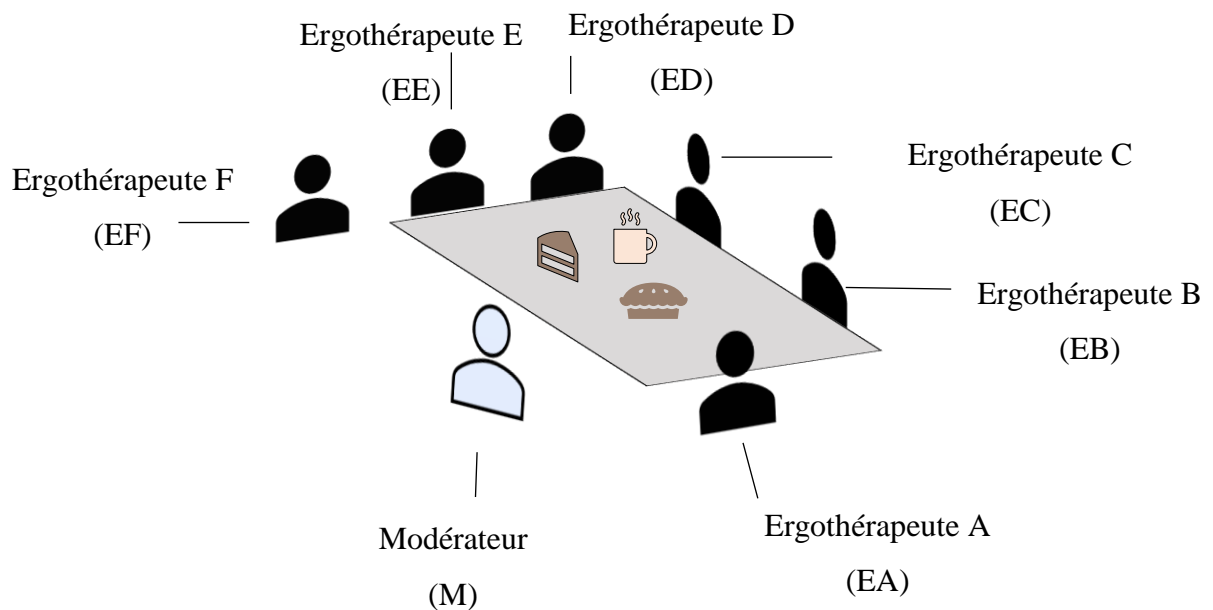 Ergothérapeute E
(EE)
Ergothérapeute D
(ED)
Ergothérapeute C
(EC)
Ergothérapeute F
(EF)
Ergothérapeute B
(EB)
Modérateur
(M)
Ergothérapeute A
(EA)